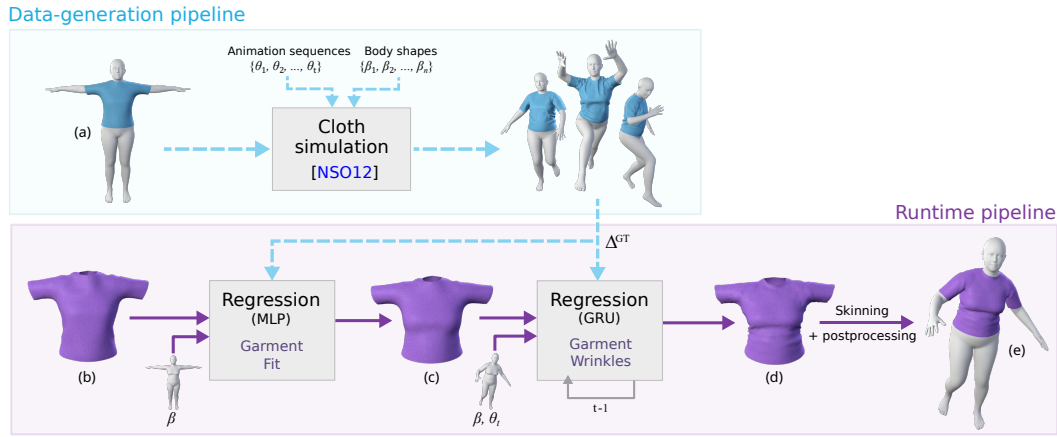 Data-generation pipeline
Animation sequences
{θ1, θ2, ..., θt}
Body shapes
{β1, β2, ..., βn}
(a)
Cloth
simulation
[NSO12]
Runtime pipeline
Δ^GT
Regression
(MLP)
Garment
Fit
Regression
(GRU)
Garment
Wrinkles
Skinning
+ postprocessing
(b)
(c)
(d)
(e)
β
β, θt
t-1